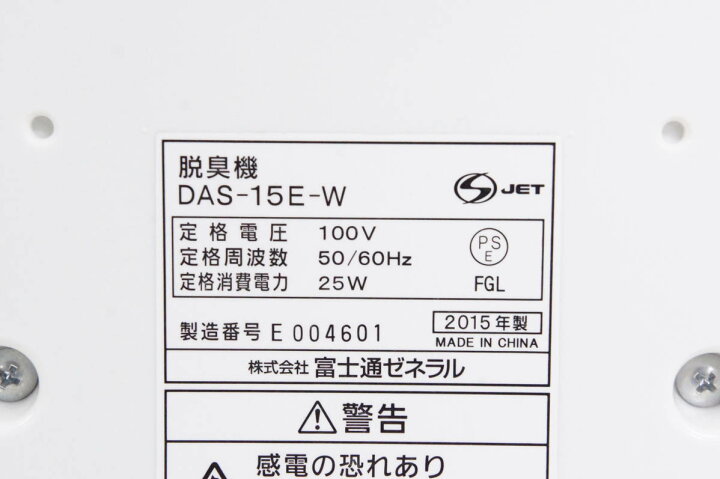 脱臭機
DAS-15E-W
S JET
定格電圧 100V
定格周波数 50/60Hz
定格消費電力 25W
PS
E
FGL
製造番号 E 004601
2015年製
MADE IN CHINA
株式会社 富士通ゼネラル
警告
感電の恐れあり